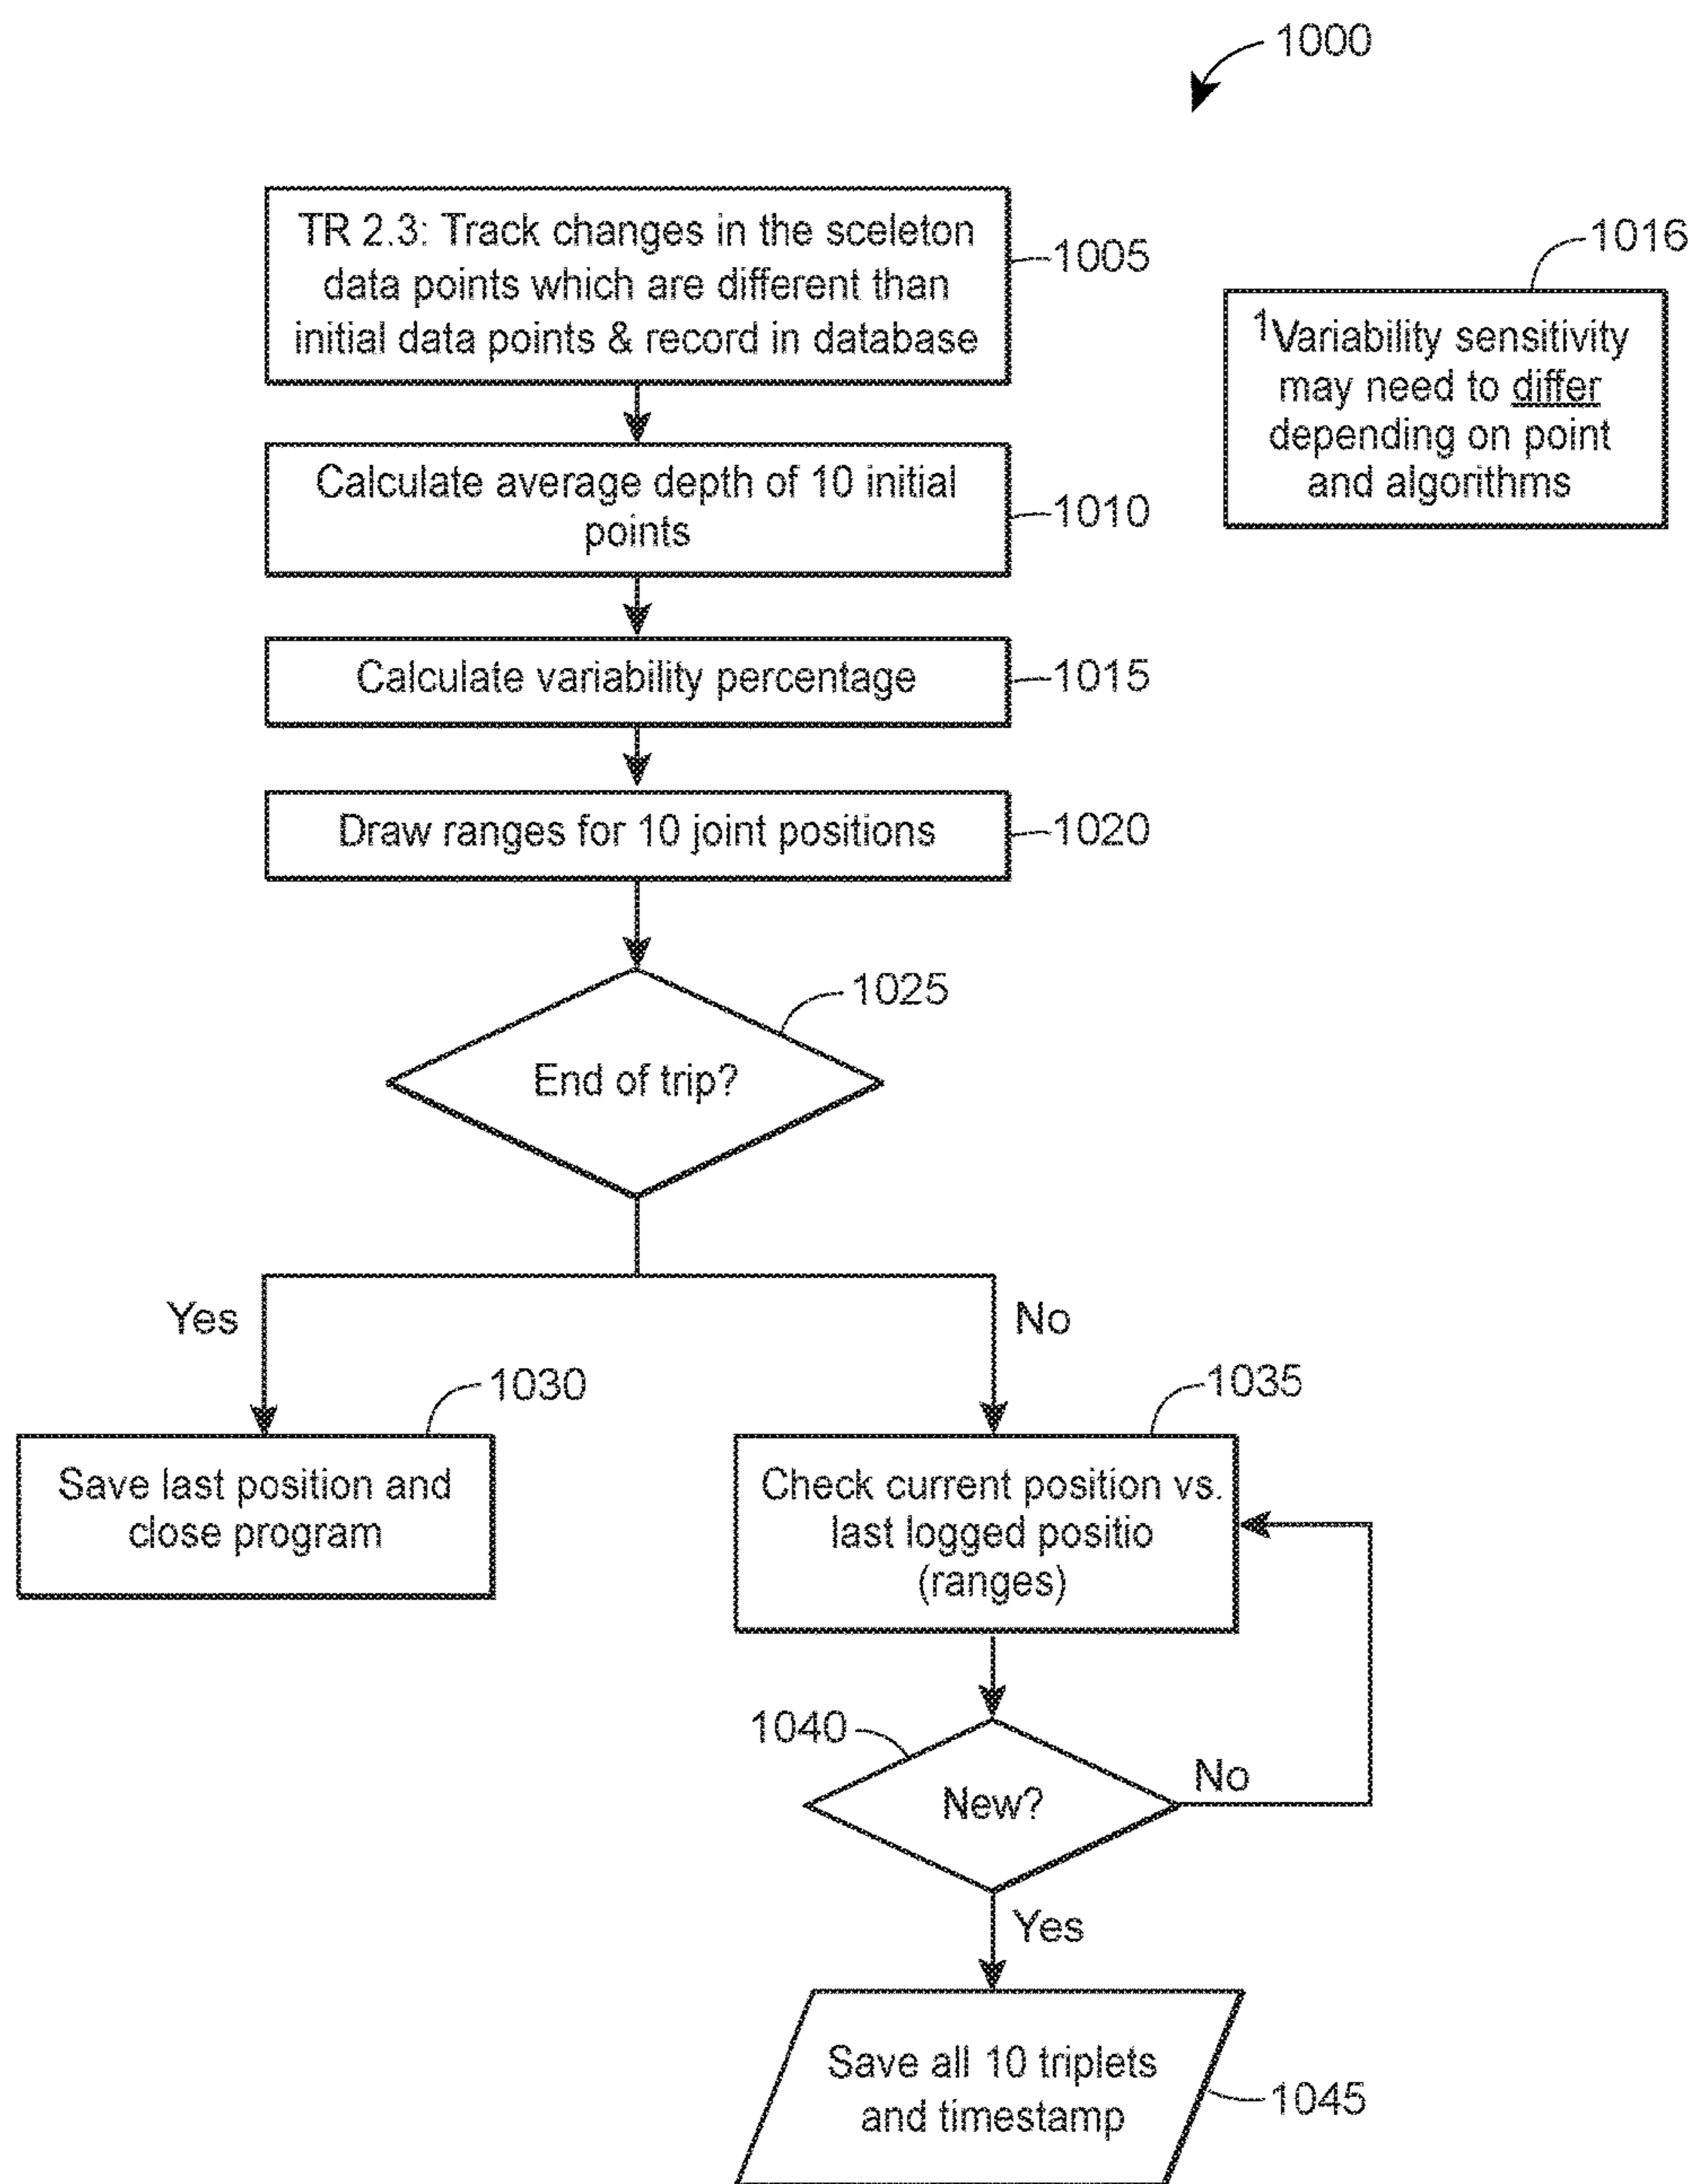 1000
TR 2.3: Track changes in the sceleton
data points which are different than
initial data points & record in database
1005
1016
1Variability sensitivity
may need to differ
depending on point
and algorithms
Calculate average depth of 10 initial
points
1010
Calculate variability percentage
1015
Draw ranges for 10 joint positions
1020
1025
End of trip?
Yes
No
1030
1035
Save last position and
close program
Check current position vs.
last logged positio
(ranges)
1040
New?
No
Yes
Save all 10 triplets
and timestamp
1045